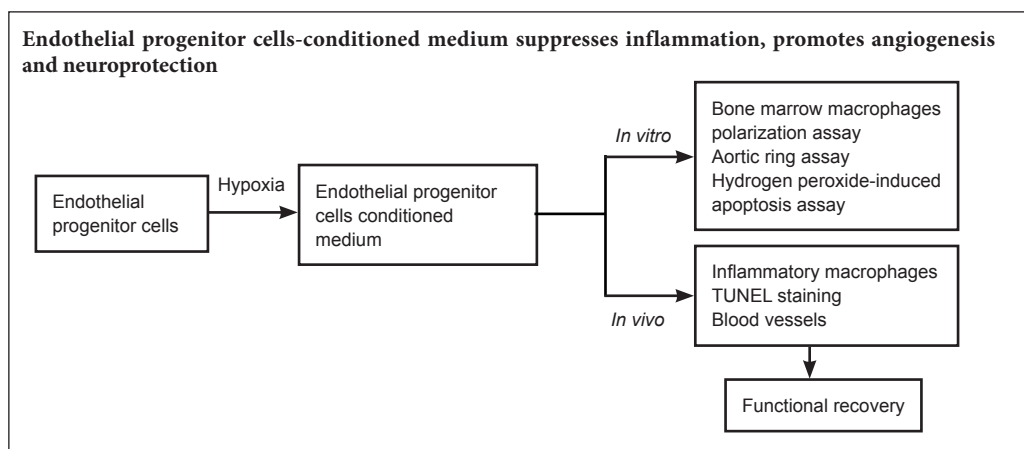 Endothelial progenitor cells-conditioned medium suppresses inflammation, promotes angiogenesis
and neuroprotection
Endothelial
progenitor cells
Hypoxia
Endothelial progenitor
cells conditioned
medium
In vitro
Bone marrow macrophages
polarization assay
Aortic ring assay
Hydrogen peroxide-induced
apoptosis assay
In vivo
Inflammatory macrophages
TUNEL staining
Blood vessels
Functional recovery